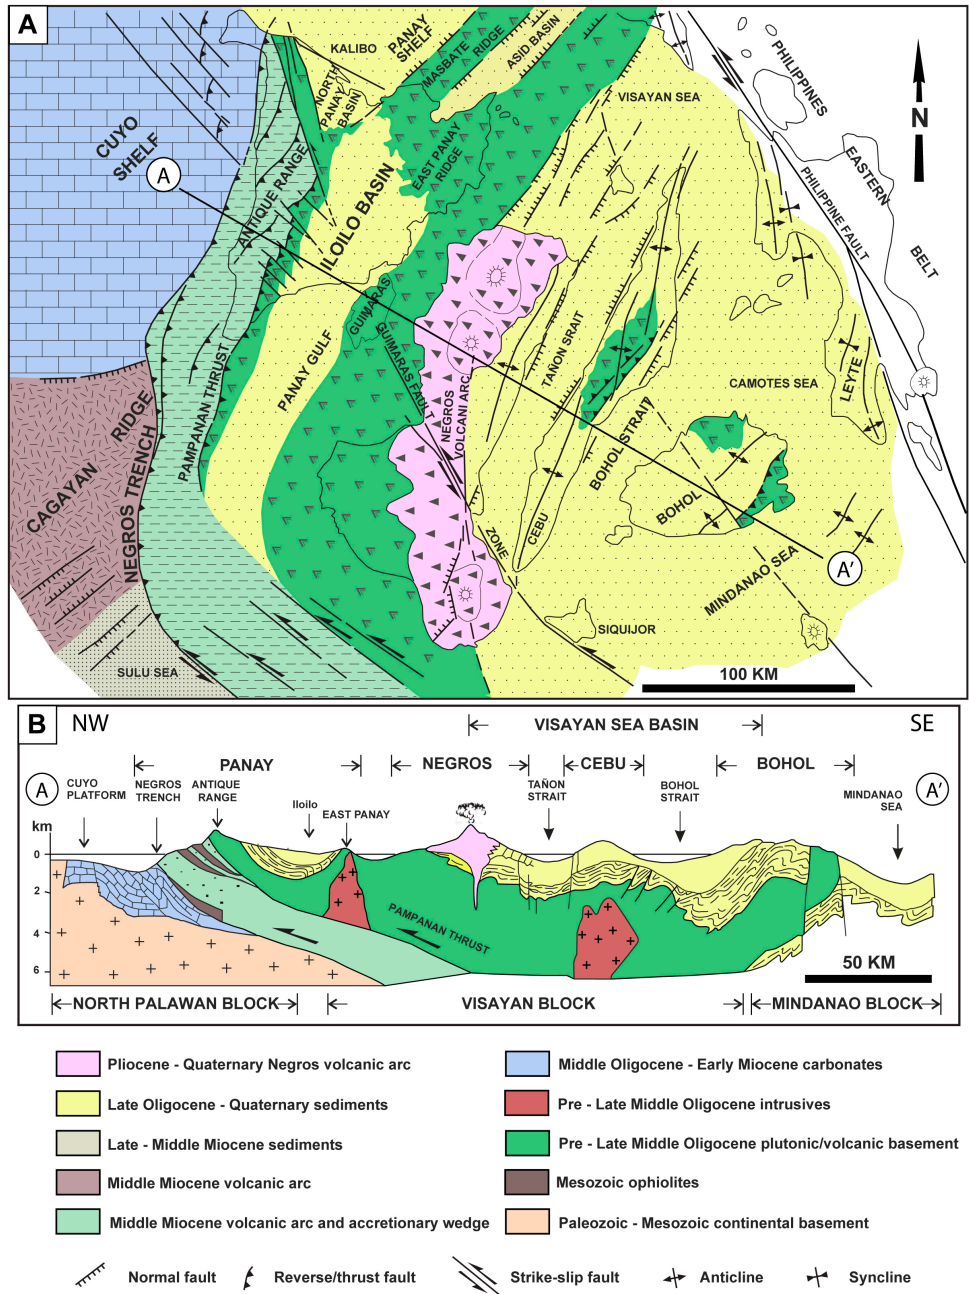 A
KALIBO
PANAY
SHELF
MASBATE
RIDGE
ASID BASIN
NORTH
PANAY
BASIN
VISAYAN SEA
PHILIPPINES
N
EASTERN
BELT
PHILIPPINE FAULT
CUYO
SHELF
A
ANTIQUE RANGE
ILOILO BASIN
EAST PANAY
RIDGE
GUIMARAS
GUIMARAS FAULT
PANAY GULF
PAMPANAN THRUST
NEGROS
VOLCANI ARC
TAÑON SRAIT
CAMOTES SEA
LEYTE
BOHOL STRAIT
CAGAYAN
RIDGE
NEGROS TRENCH
ZONE
CEBU
BOHOL
MINDANAO SEA
A'
SIQUIJOR
SULU SEA
100 KM
B
NW
VISAYAN SEA BASIN
SE
PANAY
NEGROS
CEBU
BOHOL
A
CUYO
PLATFORM
NEGROS
TRENCH
ANTIQUE
RANGE
Iloilo
EAST PANAY
TAÑON
STRAIT
BOHOL
STRAIT
MINDANAO
SEA
A'
km
0
2
4
6
PAMPANAN THRUST
50 KM
NORTH PALAWAN BLOCK
VISAYAN BLOCK
MINDANAO BLOCK
Pliocene - Quaternary Negros volcanic arc
Late Oligocene - Quaternary sediments
Late - Middle Miocene sediments
Middle Miocene volcanic arc
Middle Miocene volcanic arc and accretionary wedge
Middle Oligocene - Early Miocene carbonates
Pre - Late Middle Oligocene intrusives
Pre - Late Middle Oligocene plutonic/volcanic basement
Mesozoic ophiolites
Paleozoic - Mesozoic continental basement
Normal fault
Reverse/thrust fault
Strike-slip fault
Anticline
Syncline